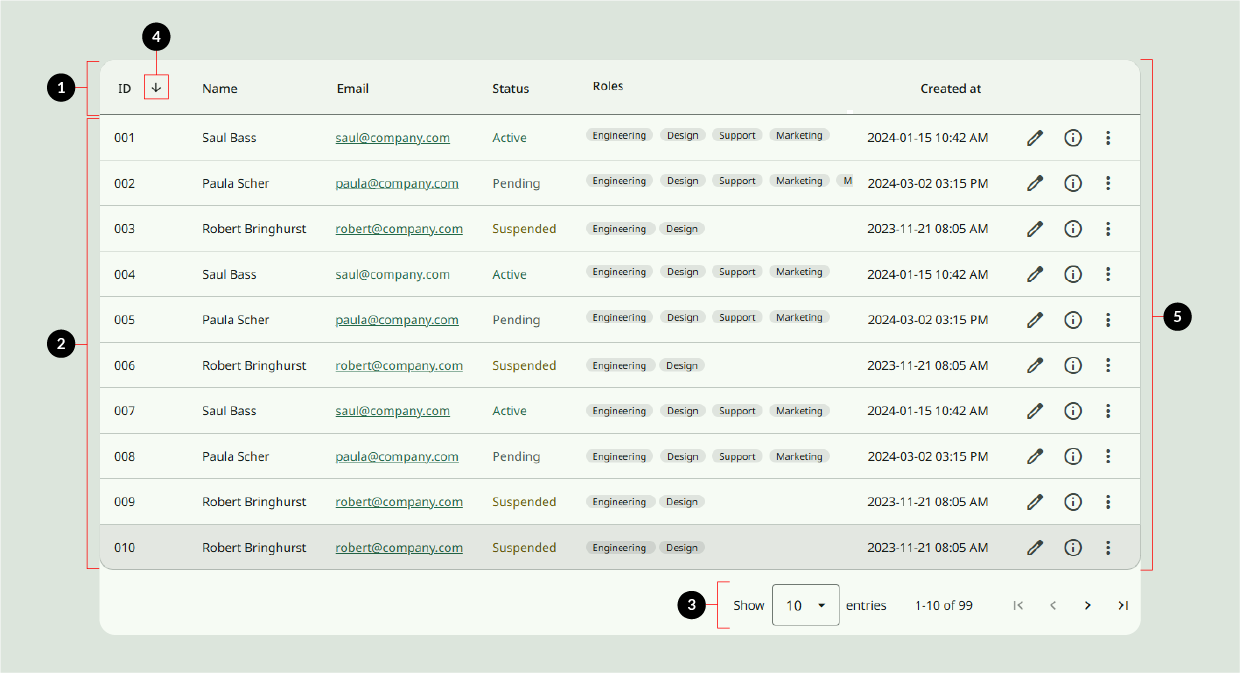 4
1 ID Name Email Status Roles Created at
001 Saul Bass saul@company.com Active Engineering Design Support Marketing 2024-01-15 10:42 AM
002 Paula Scher paula@company.com Pending Engineering Design Support Marketing M 2024-03-02 03:15 PM
003 Robert Bringhurst robert@company.com Suspended Engineering Design 2023-11-21 08:05 AM
004 Saul Bass saul@company.com Active Engineering Design Support Marketing 2024-01-15 10:42 AM
005 Paula Scher paula@company.com Pending Engineering Design Support Marketing 2024-03-02 03:15 PM 5
2
006 Robert Bringhurst robert@company.com Suspended Engineering Design 2023-11-21 08:05 AM
007 Saul Bass saul@company.com Active Engineering Design Support Marketing 2024-01-15 10:42 AM
008 Paula Scher paula@company.com Pending Engineering Design Support Marketing 2024-03-02 03:15 PM
009 Robert Bringhurst robert@company.com Suspended Engineering Design 2023-11-21 08:05 AM
010 Robert Bringhurst robert@company.com Suspended Engineering Design 2023-11-21 08:05 AM
3 Show 10 entries 1-10 of 99